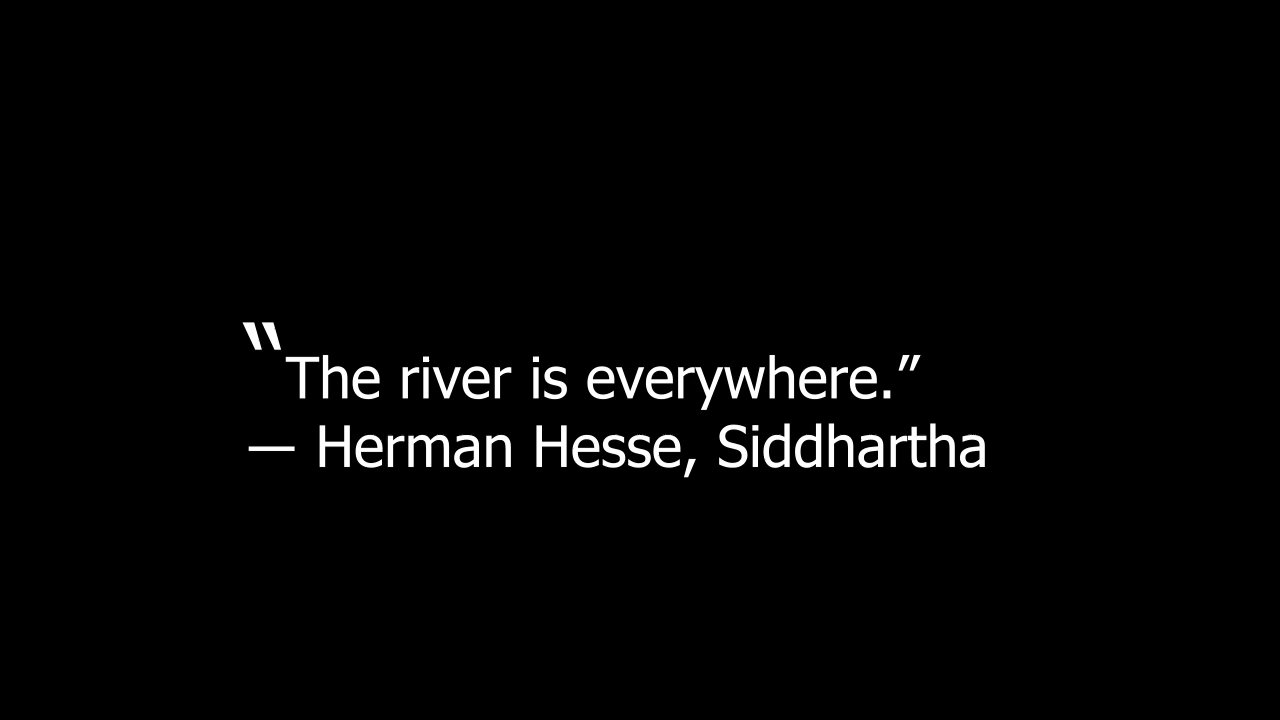 “The river is everywhere.”
— Herman Hesse, Siddhartha